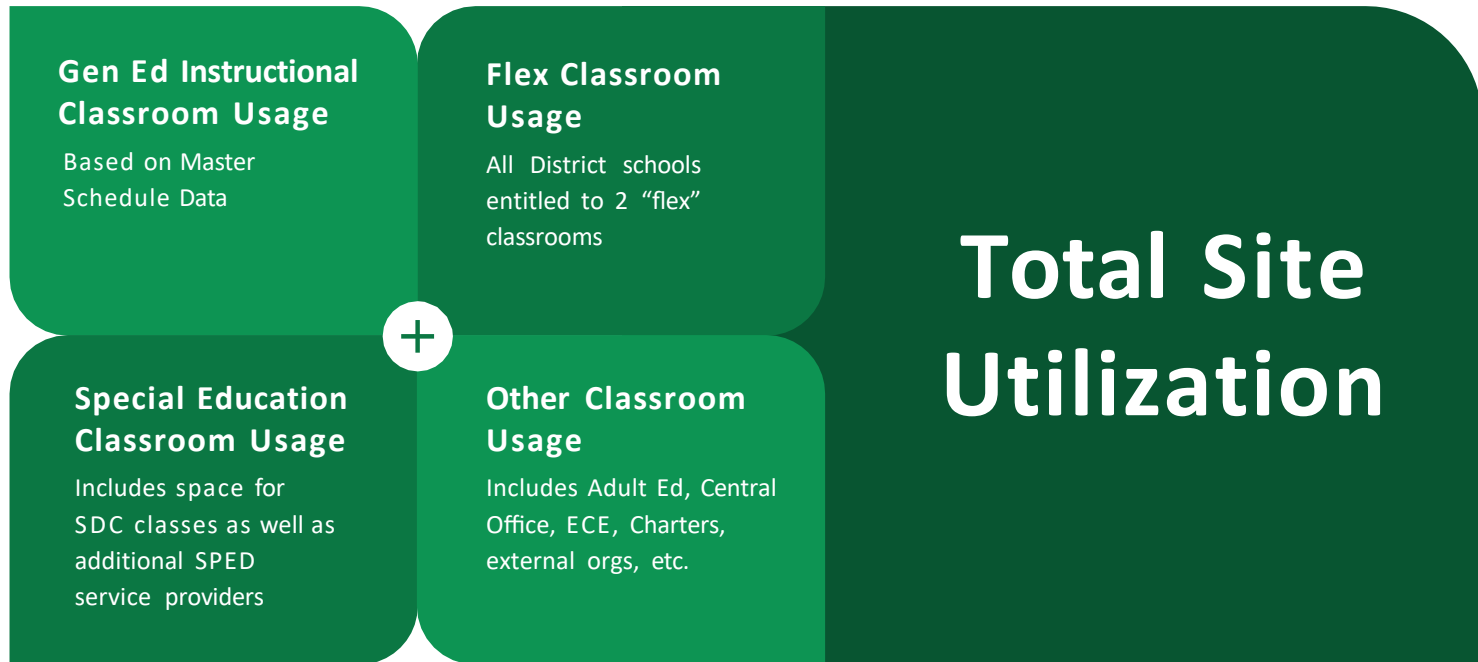 Gen Ed Instructional
Classroom Usage
Based on Master
Schedule Data
Flex Classroom
Usage
All District schools
entitled to 2 “flex”
classrooms
+
Special Education
Classroom Usage
Includes space for
SDC classes as well as
additional SPED
service providers
Other Classroom
Usage
Includes Adult Ed, Central
Office, ECE, Charters,
external orgs, etc.
Total Site
Utilization